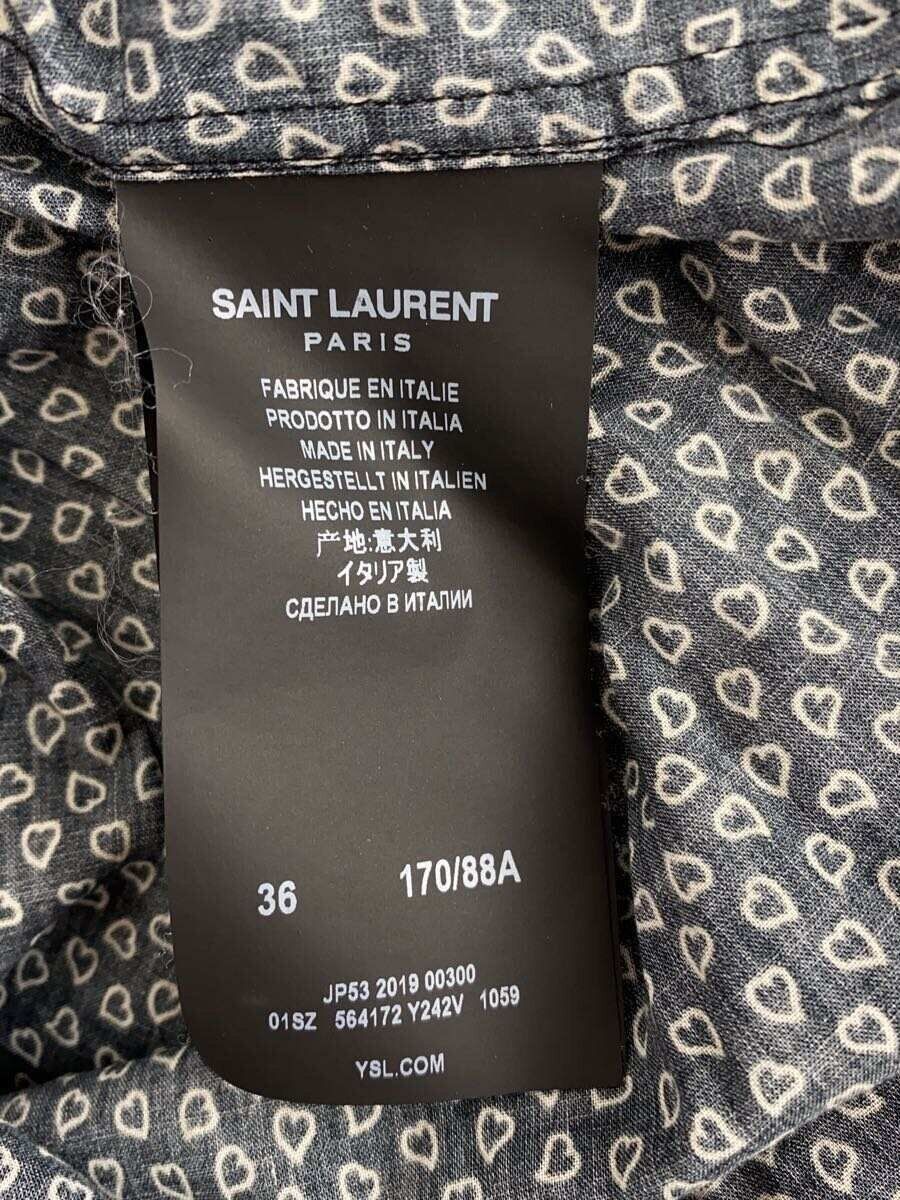 SAINT LAURENT
PARIS
FABRIQUE EN ITALIE
PRODOTTO IN ITALIA
MADE IN ITALY
HERGESTELLT IN ITALIEN
HECHO EN ITALIA
产地:意大利
イタリア製
СДЕЛАНО В ИТАЛИИ
36 170/88A
JP53 2019 00300
01SZ 564172 Y242V 1059
YSL.COM